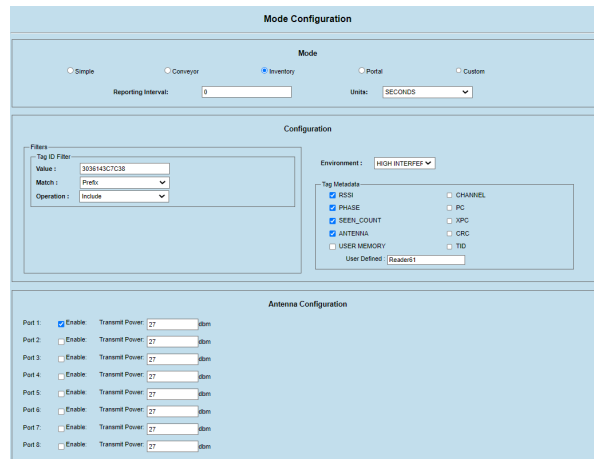 Mode Configuration
Mode
Simple Conveyor Inventory Portal Custom
Reporting Interval: 0 Units: SECONDS
Configuration
Filters
Tag ID Filter
Value : 3036143C7C38
Match : Prefix
Operation : Include
Environment : HIGH INTERFEF
Tag Metadata
RSSI CHANNEL
PHASE PC
SEEN_COUNT XPC
ANTENNA CRC
USER MEMORY TID
User Defined : Reader61
Antenna Configuration
Port 1: Enable: Transmit Power: 27 dbm
Port 2: Enable: Transmit Power: 27 dbm
Port 3: Enable: Transmit Power: 27 dbm
Port 4: Enable: Transmit Power: 27 dbm
Port 5: Enable: Transmit Power: 27 dbm
Port 6: Enable: Transmit Power: 27 dbm
Port 7: Enable: Transmit Power: 27 dbm
Port 8: Enable: Transmit Power: 27 dbm